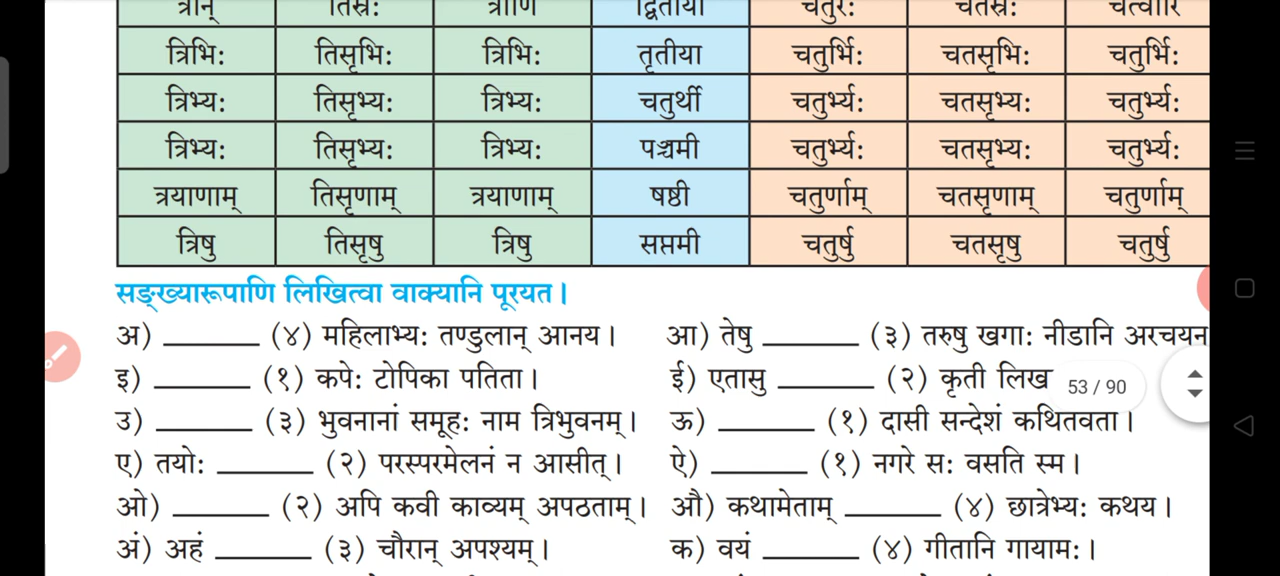 त्रीन् तिस्रः त्रीणि द्वितीया चतुरः चतस्रः चत्वारि
त्रिभिः तिसृभिः त्रिभिः तृतीया चतुर्भिः चतसृभिः चतुर्भिः
त्रिभ्यः तिसृभ्यः त्रिभ्यः चतुर्थी चतुर्भ्यः चतसृभ्यः चतुर्भ्यः
त्रिभ्यः तिसृभ्यः त्रिभ्यः पञ्चमी चतुर्भ्यः चतसृभ्यः चतुर्भ्यः
त्रयाणाम् तिसृणाम् त्रयाणाम् षष्ठी चतुर्णाम् चतसृणाम् चतुर्णाम्
त्रिषु तिसृषु त्रिषु सप्तमी चतुर्षु चतसृषु चतुर्षु
सङ्ख्यारूपाणि लिखित्वा वाक्यानि पूरयत।
अ) ______ (४) महिलाभ्यः तण्डुलान् आनय। आ) तेषु ______ (३) तरुषु खगाः नीडानि अरचयन
इ) ______ (१) कपेः टोपिका पतिता। ई) एतासु ______ (२) कृती लिख 53 / 90
उ) ______ (३) भुवनानां समूहः नाम त्रिभुवनम्। ऊ) ______ (१) दासी सन्देशं कथितवता।
ए) तयोः ______ (२) परस्परमेलनं न आसीत्। ऐ) ______ (१) नगरे सः वसति स्म।
ओ) ______ (२) अपि कवी काव्यम् अपठताम्। औ) कथामेताम् ______ (४) छात्रेभ्यः कथय।
अं) अहं ______ (३) चौरान् अपश्यम्। क) वयं ______ (४) गीतानि गायामः।